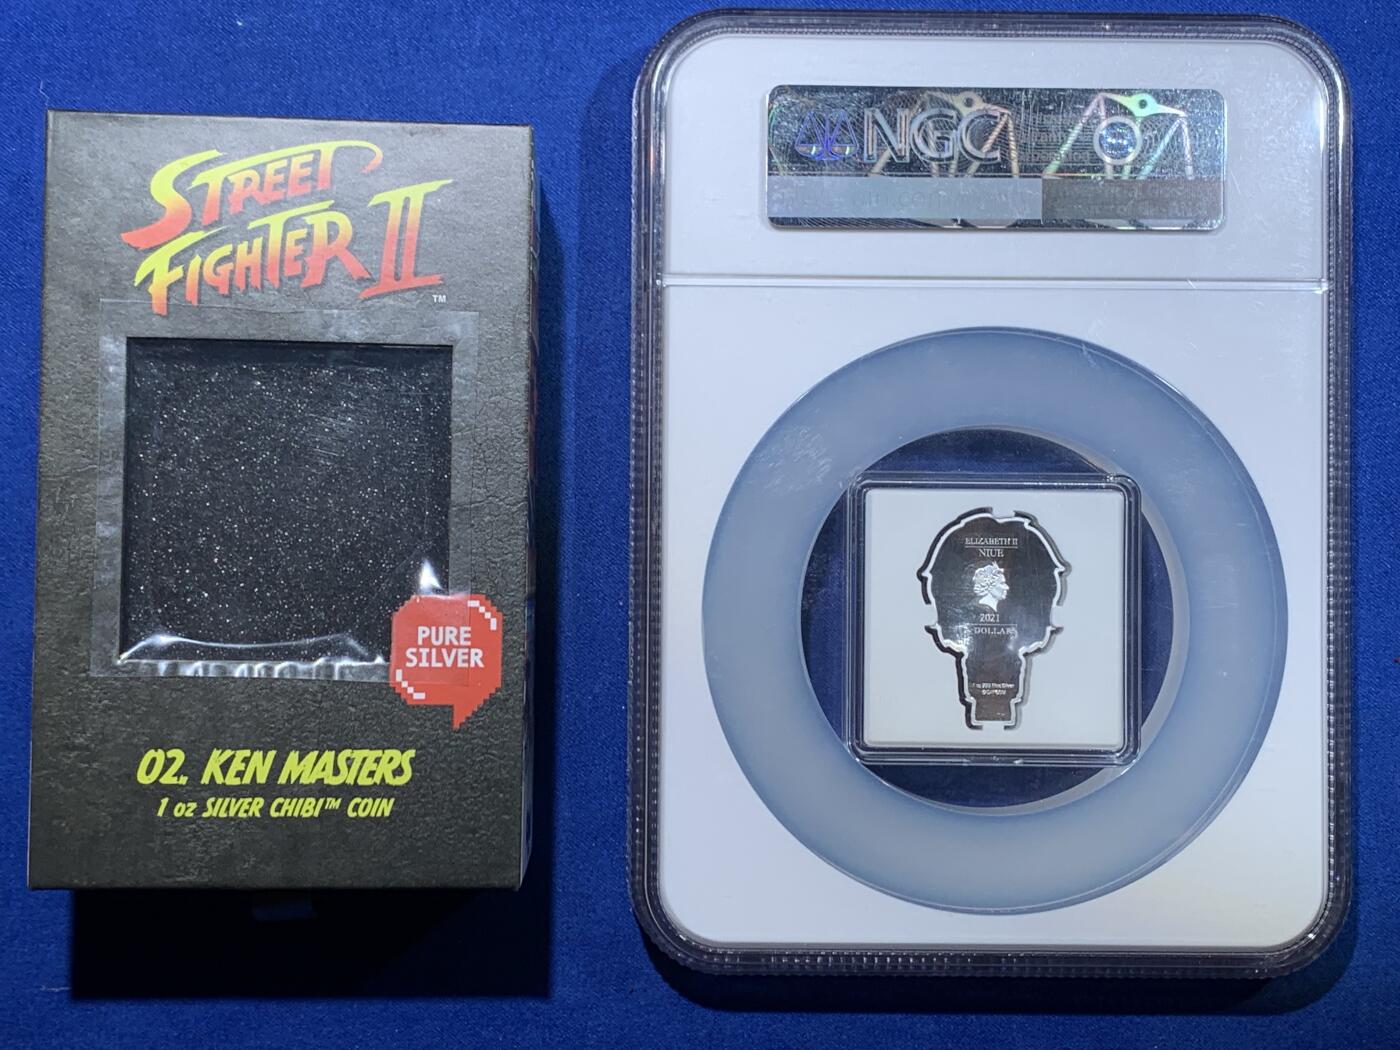 STREET
FIGHTER II
TM
PURE
SILVER
02. KEN MASTERS
1 oz SILVER CHIBI™ COIN
NGC
ELIZABETH II
NIUE
2021
DOLLARS